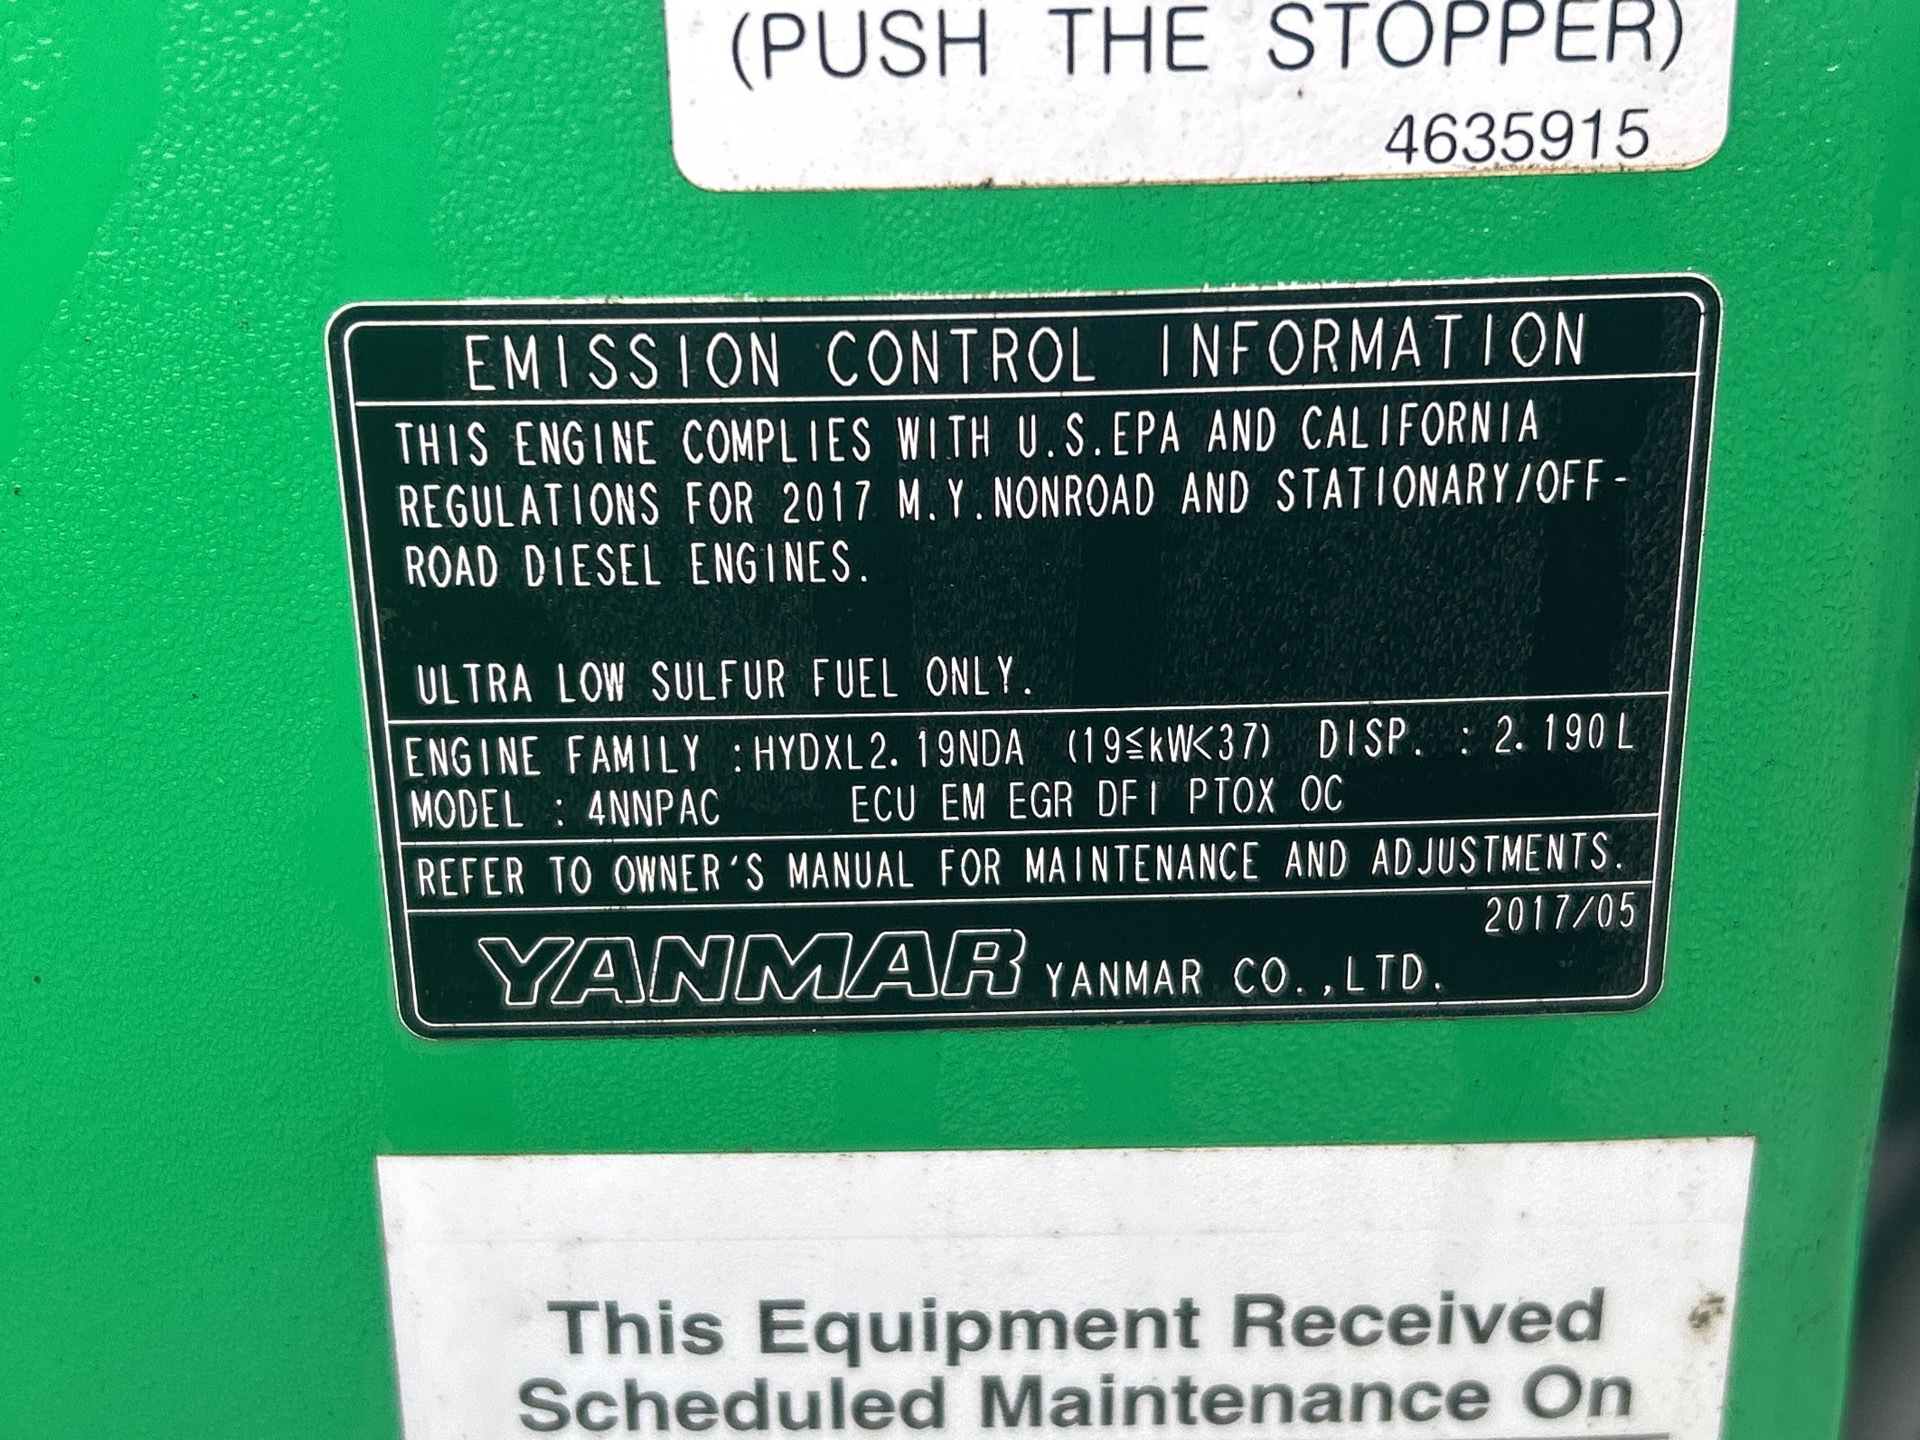 (PUSH THE STOPPER)
4635915
EMISSION CONTROL INFORMATION
THIS ENGINE COMPLIES WITH U.S.EPA AND CALIFORNIA
REGULATIONS FOR 2017 M.Y.NONROAD AND STATIONARY/OFF-
ROAD DIESEL ENGINES.
ULTRA LOW SULFUR FUEL ONLY.
ENGINE FAMILY :HYDXL2.19NDA (19≦kW<37) DISP. : 2.190L
MODEL : 4NNPAC ECU EM EGR DFI PTOX OC
REFER TO OWNER'S MANUAL FOR MAINTENANCE AND ADJUSTMENTS.
2017/05
YANMAR YANMAR CO.,LTD.
This Equipment Received
Scheduled Maintenance On